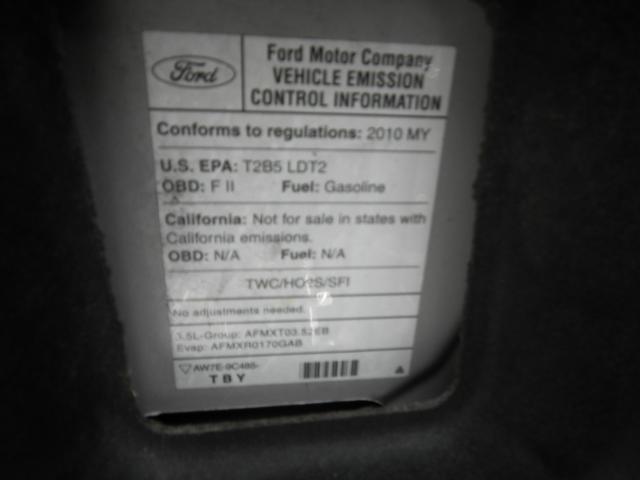 Ford
Ford Motor Company
VEHICLE EMISSION
CONTROL INFORMATION
Conforms to regulations: 2010 MY
U.S. EPA: T2B5 LDT2
OBD: F II Fuel: Gasoline
California: Not for sale in states with
California emissions.
OBD: N/A Fuel: N/A
TWC/HO2S/SFI
No adjustments needed.
3.5L-Group: AFMXT03.52EB
Evap: AFMXR0170GAB
AW7E-9C485-
TBY